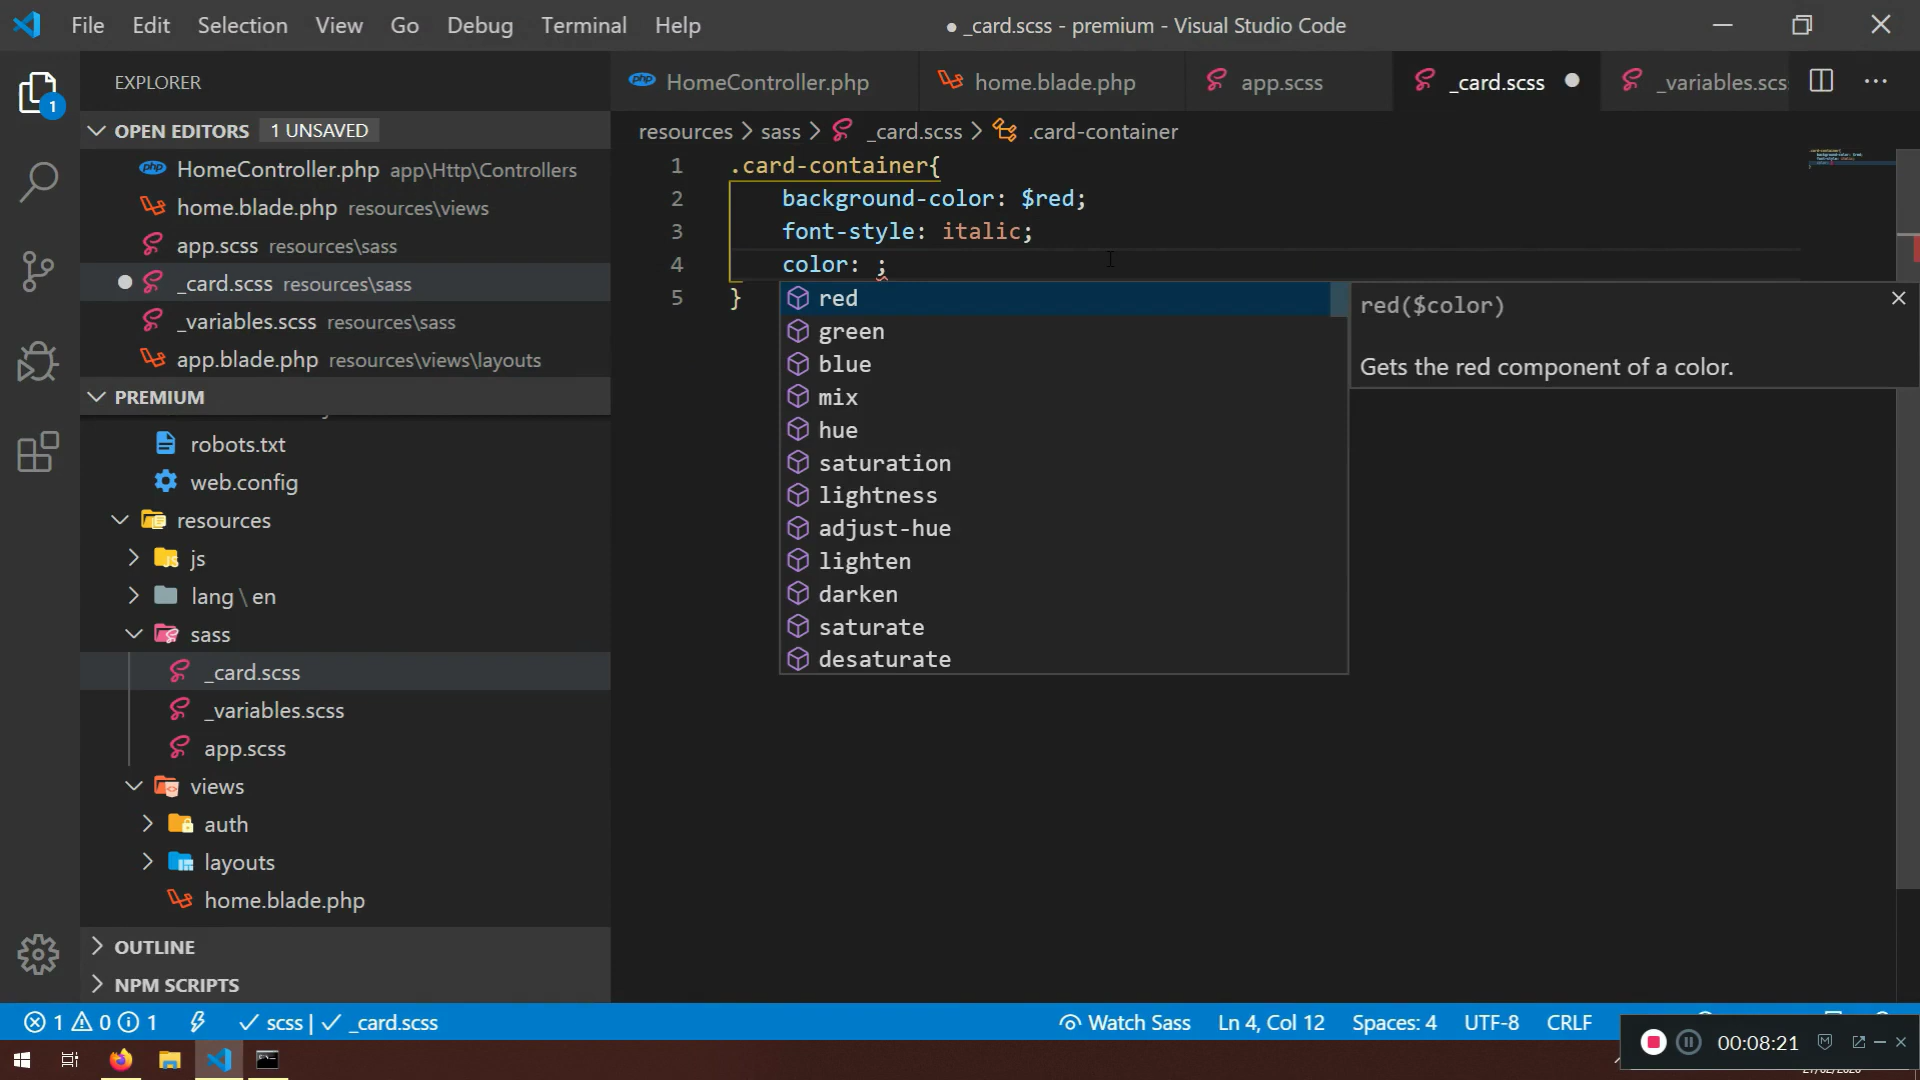 File Edit Selection View Go Debug Terminal Help
● _card.scss - premium - Visual Studio Code
EXPLORER
1
OPEN EDITORS 1 UNSAVED
HomeController.php app\Http\Controllers
home.blade.php resources\views
app.scss resources\sass
_card.scss resources\sass
_variables.scss resources\sass
app.blade.php resources\views\layouts
PREMIUM
robots.txt
web.config
resources
js
lang\en
sass
_card.scss
_variables.scss
app.scss
views
auth
layouts
home.blade.php
OUTLINE
NPM SCRIPTS
HomeController.php home.blade.php app.scss _card.scss _variables.scs
resources > sass > _card.scss > .card-container
1 .card-container{
2 background-color: $red;
3 font-style: italic;
4 color: ;
5 }
red
green
blue
mix
hue
saturation
lightness
adjust-hue
lighten
darken
saturate
desaturate
red($color)
Gets the red component of a color.
1 0 1 scss | _card.scss
Watch Sass Ln 4, Col 12 Spaces: 4 UTF-8 CRLF
00:08:21